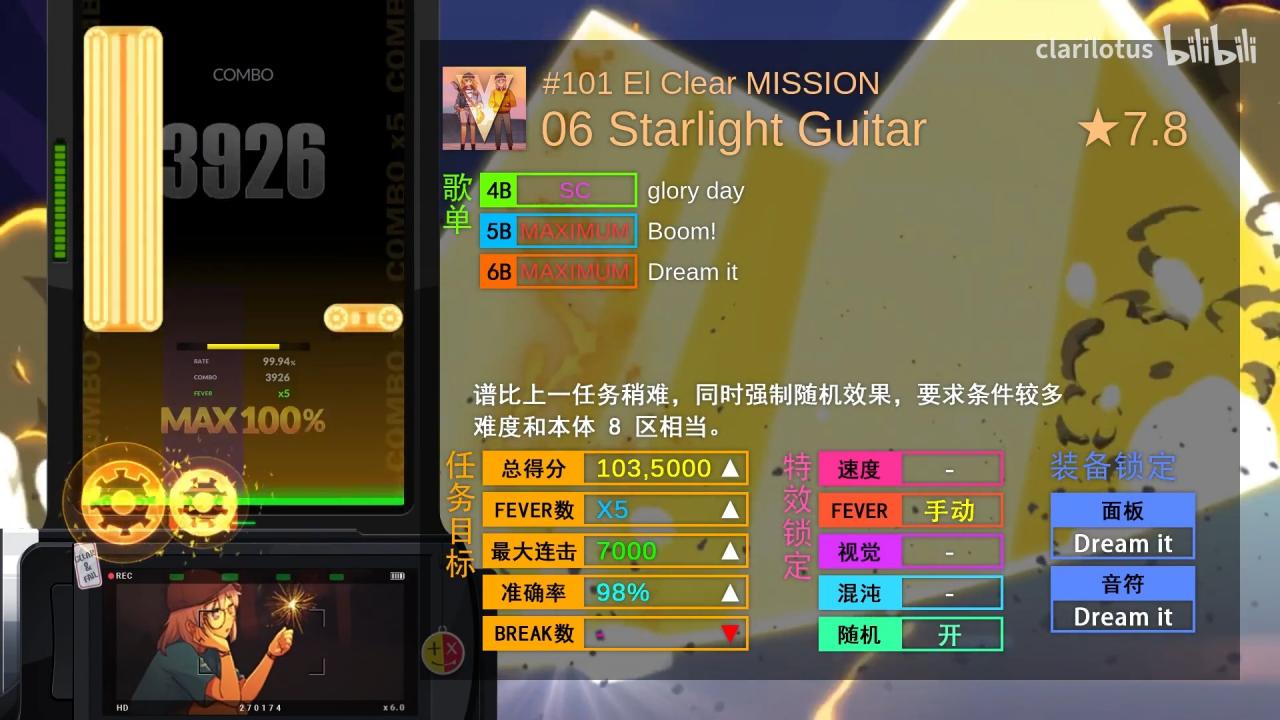 clarilotus bilibili
COMBO
3926
RATE 99.94%
COMBO 3926
FEVER x5
MAX 100%
CLEAR & FAIL
REC
HD 270174 x6.0
#101 El Clear MISSION
06 Starlight Guitar
★7.8
歌单
4B SC glory day
5B MAXIMUM Boom!
6B MAXIMUM Dream it
谱比上一任务稍难，同时强制随机效果，要求条件较多
难度和本体 8 区相当。
任务目标
总得分 103,5000 ▲
FEVER数 X5 ▲
最大连击 7000 ▲
准确率 98% ▲
BREAK数 ▼
特效锁定
速度 -
FEVER 手动
视觉 -
混沌 -
随机 开
装备锁定
面板
Dream it
音符
Dream it